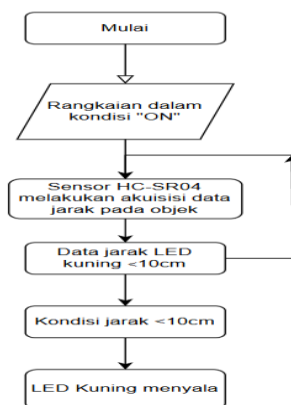 Mulai
Rangkaian dalam
kondisi "ON"
Sensor HC-SR04
melakukan akuisisi data
jarak pada objek
Data jarak LED
kuning <10cm
Kondisi jarak <10cm
LED Kuning menyala